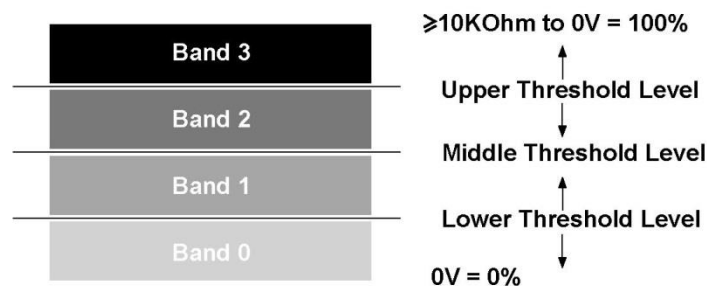 ⩾10KOhm to 0V = 100%
Band 3
Upper Threshold Level
Band 2
Middle Threshold Level
Band 1
Lower Threshold Level
Band 0
0V = 0%